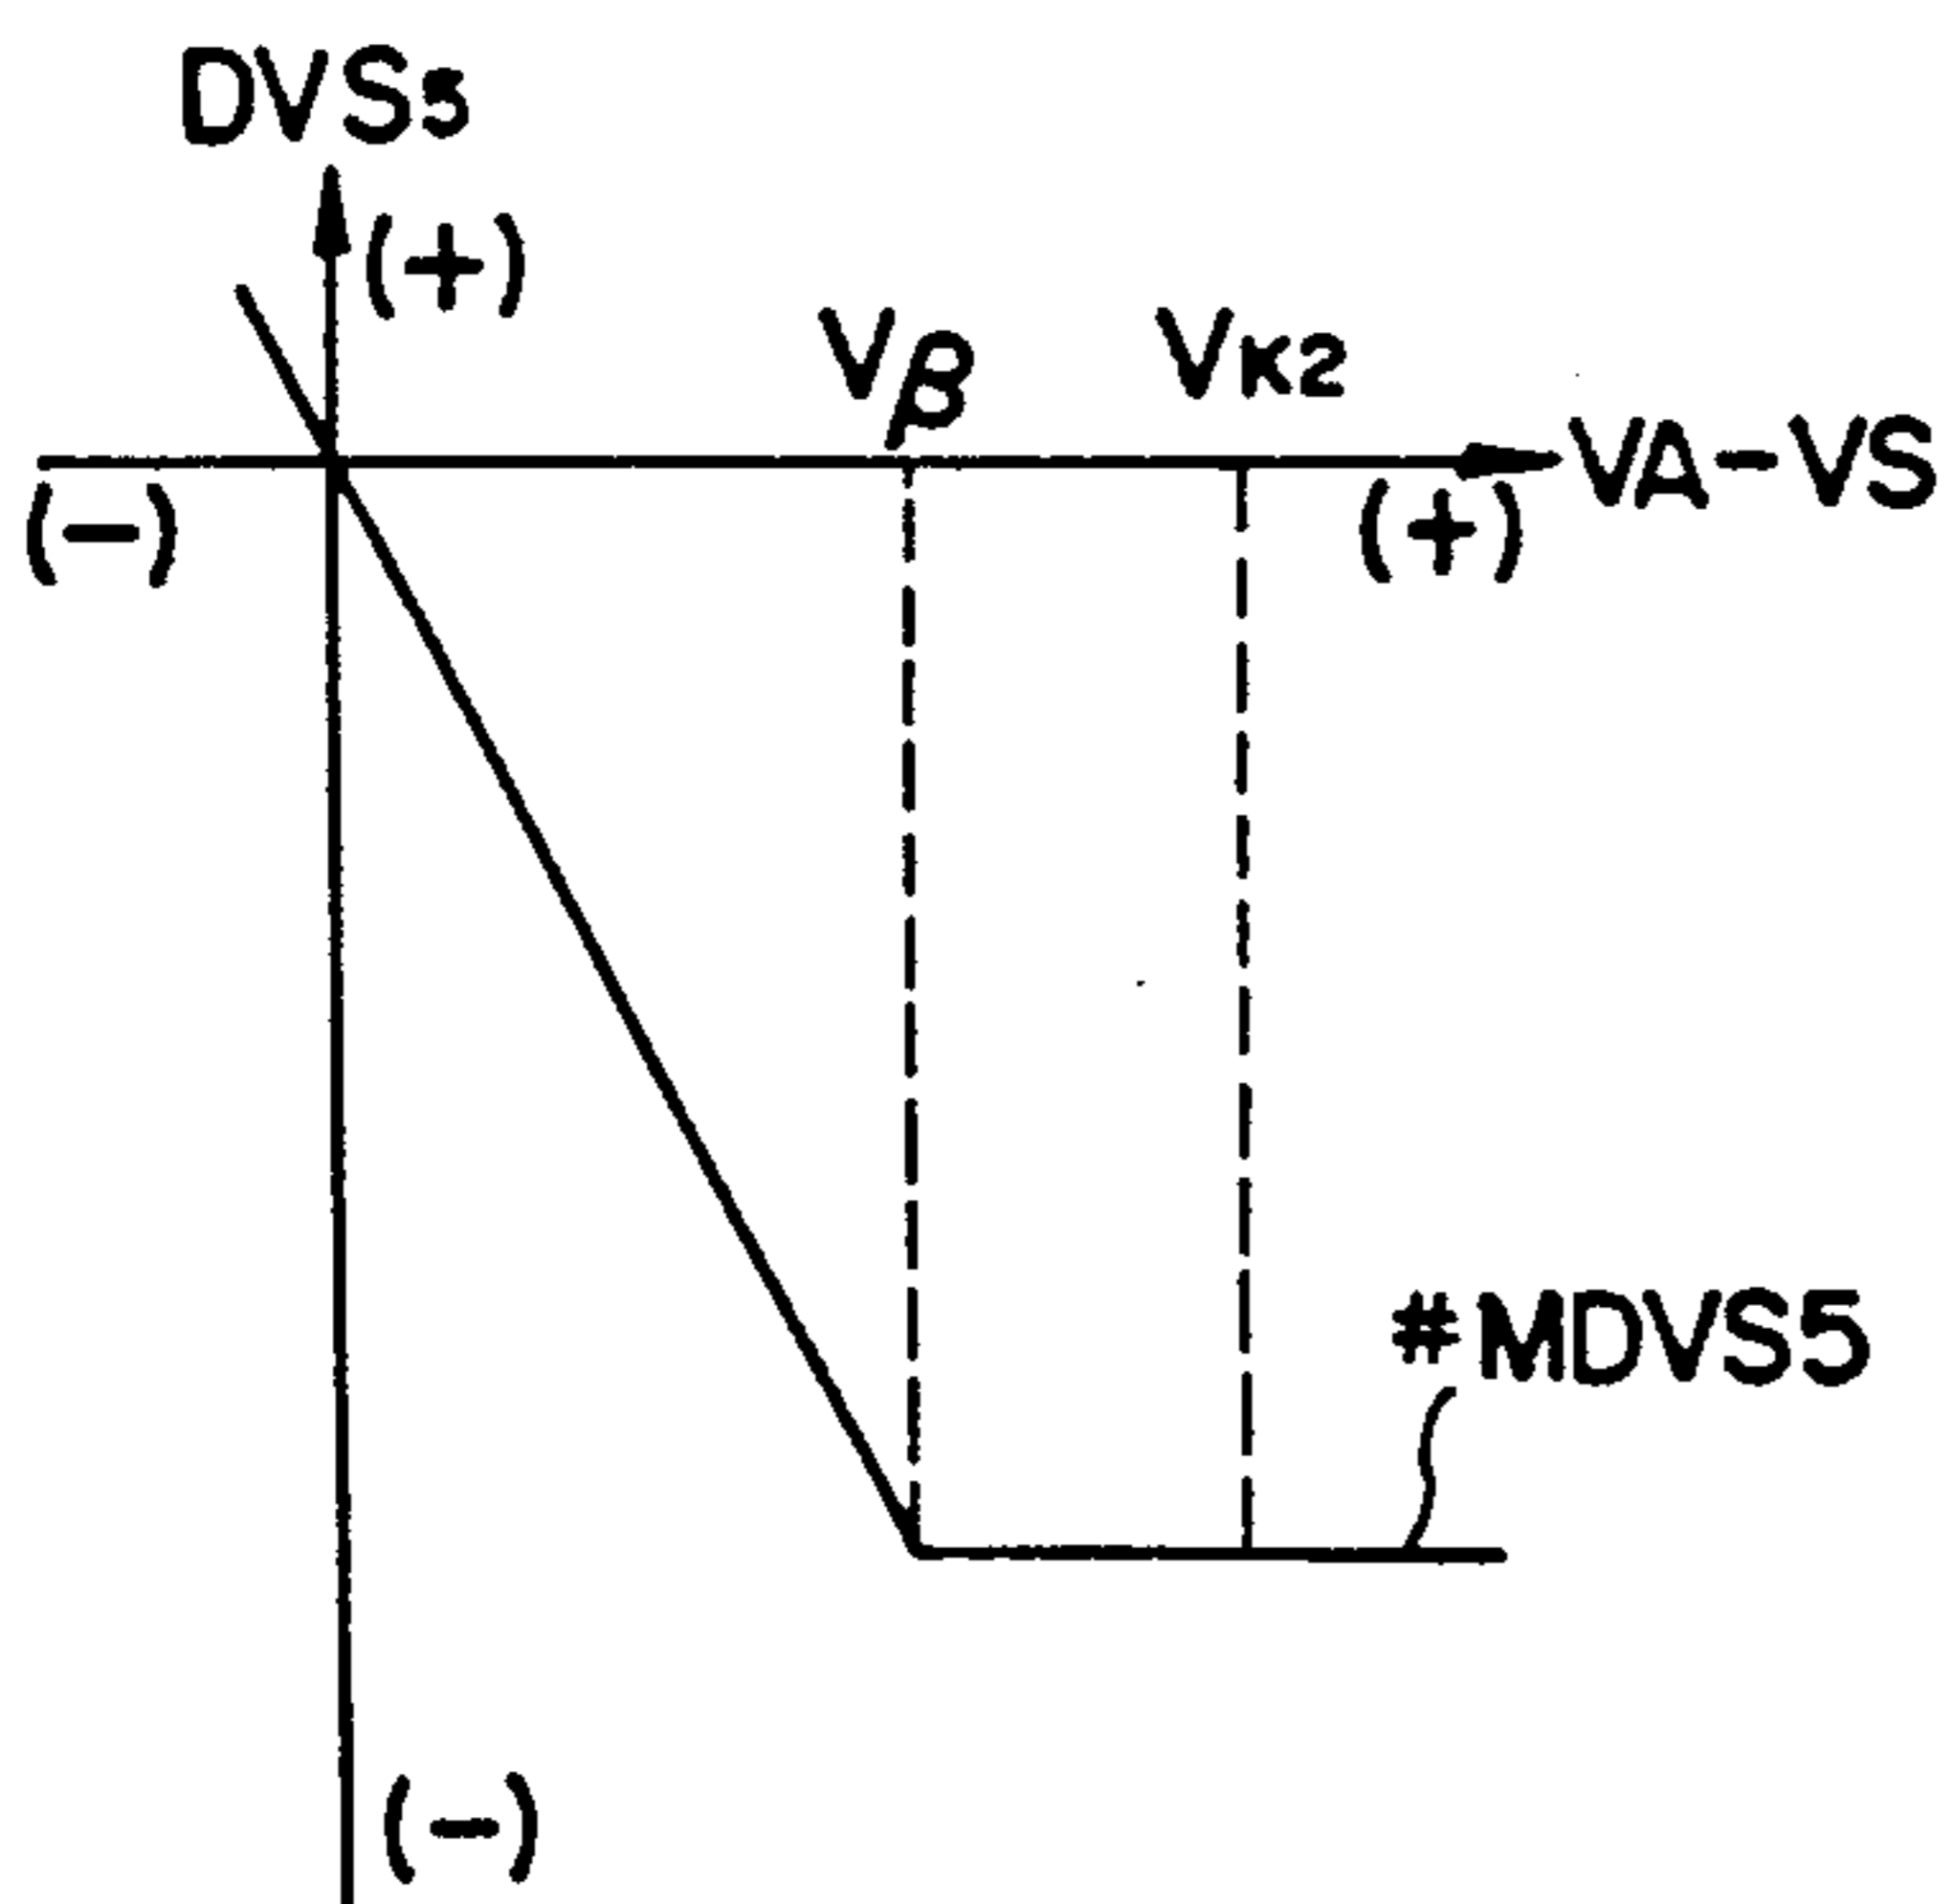 DVS5
(+)
Vβ
VK2
VA-VS
(-)
(+)
#MDVS5
(-)